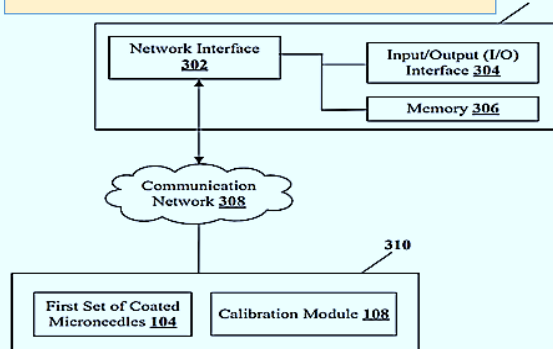 Network Interface
302
Input/Output (I/O)
Interface 304
Memory 306
Communication
Network 308
310
First Set of Coated
Microneedles 104
Calibration Module 108